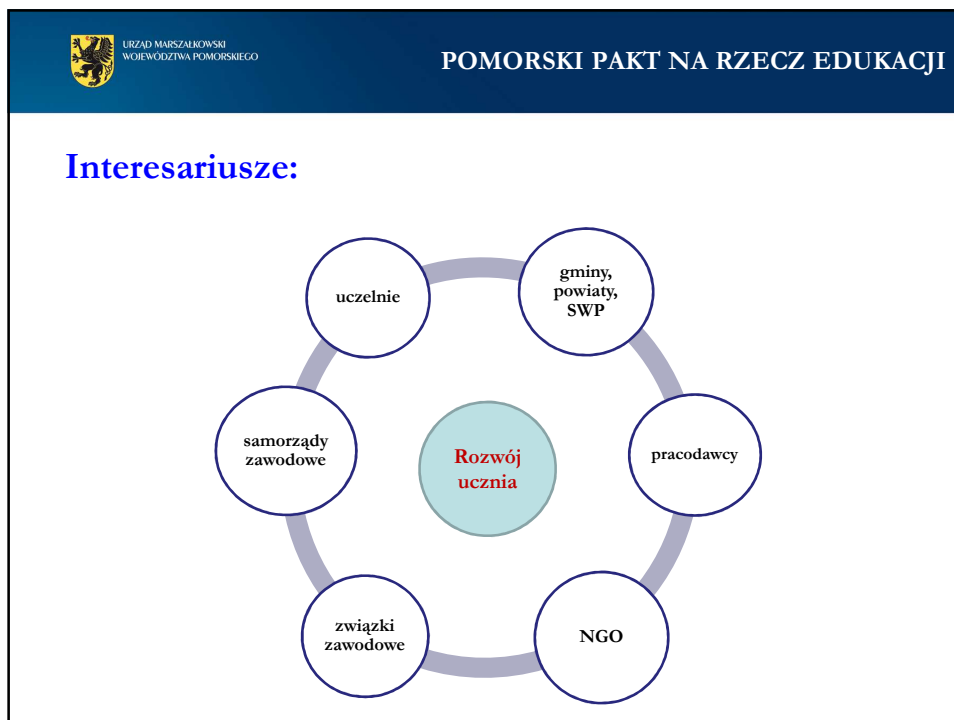 URZĄD MARSZAŁKOWSKI
WOJEWÓDZTWA POMORSKIEGO
POMORSKI PAKT NA RZECZ EDUKACJI
Interesariusze:
uczelnie
gminy,
powiaty,
SWP
samorządy
zawodowe
Rozwój
ucznia
pracodawcy
związki
zawodowe
NGO